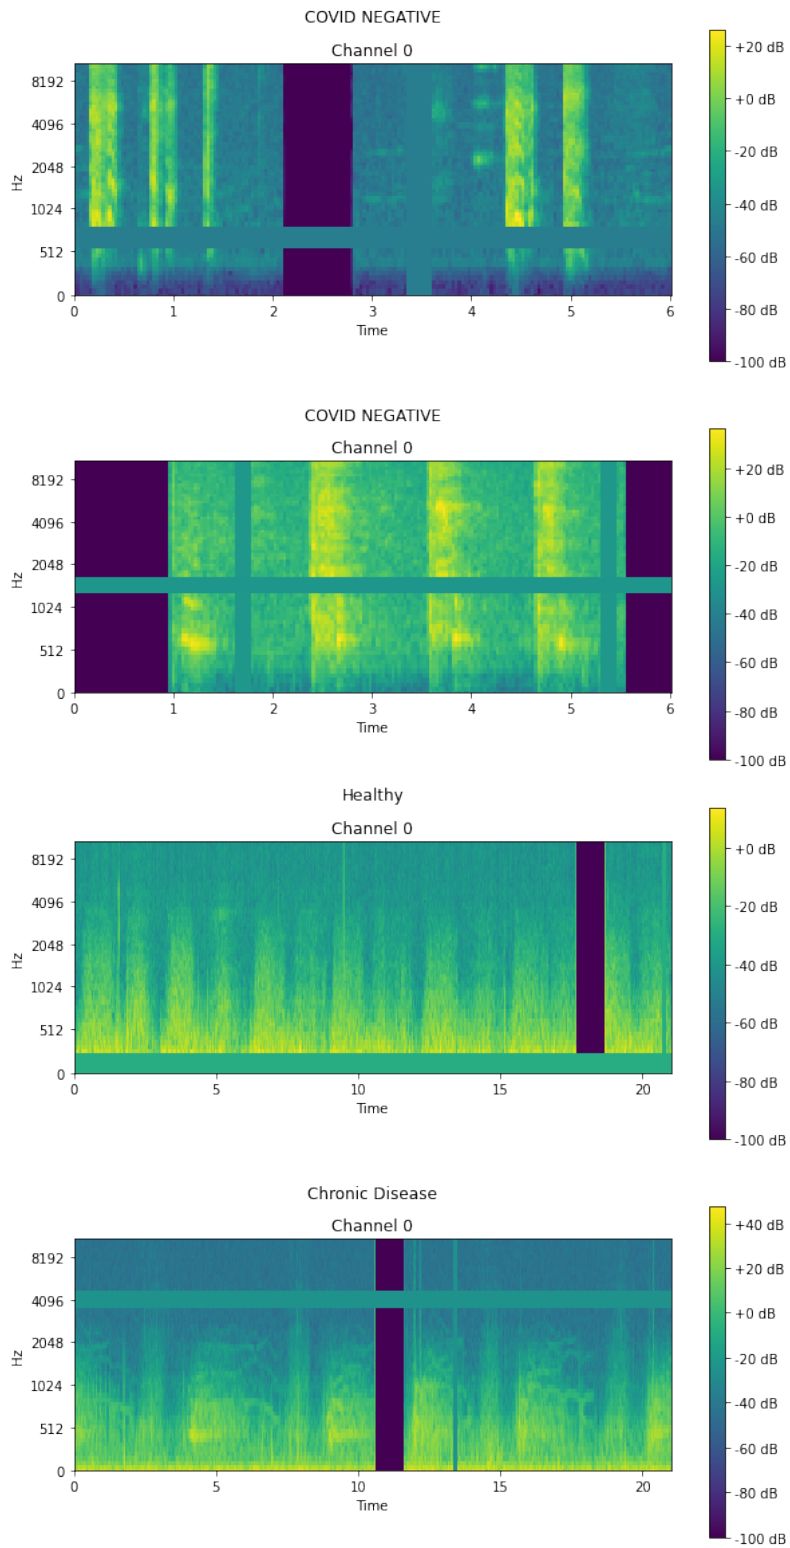 COVID NEGATIVE
Channel 0
8192
4096
2048
1024
512
0
Hz
0 1 2 3 4 5 6
Time
+20 dB
+0 dB
-20 dB
-40 dB
-60 dB
-80 dB
-100 dB
COVID NEGATIVE
Channel 0
8192
4096
2048
1024
512
0
Hz
0 1 2 3 4 5 6
Time
+20 dB
+0 dB
-20 dB
-40 dB
-60 dB
-80 dB
-100 dB
Healthy
Channel 0
8192
4096
2048
1024
512
0
Hz
0 5 10 15 20
Time
+0 dB
-20 dB
-40 dB
-60 dB
-80 dB
-100 dB
Chronic Disease
Channel 0
8192
4096
2048
1024
512
0
Hz
0 5 10 15 20
Time
+40 dB
+20 dB
+0 dB
-20 dB
-40 dB
-60 dB
-80 dB
-100 dB